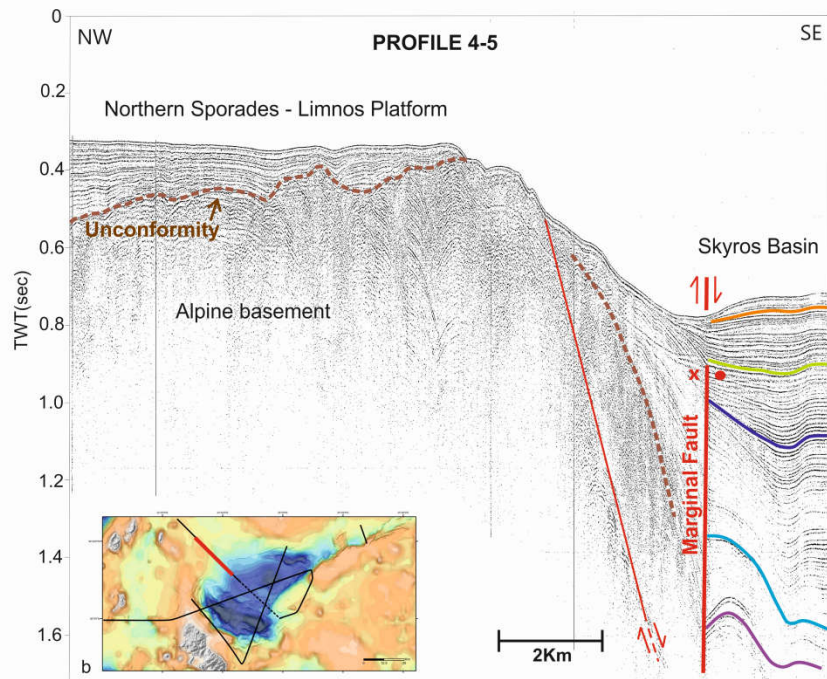 0
NW
PROFILE 4-5
SE
0.2
Northern Sporades - Limnos Platform
0.4
Unconformity
0.6
Skyros Basin
TWT(sec)
Alpine basement
0.8
x
1.0
Marginal Fault
1.2
1.4
1.6
2Km
b